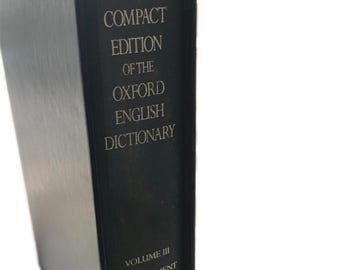 COMPACT
EDITION
OF THE
OXFORD
ENGLISH
DICTIONARY
VOLUME III